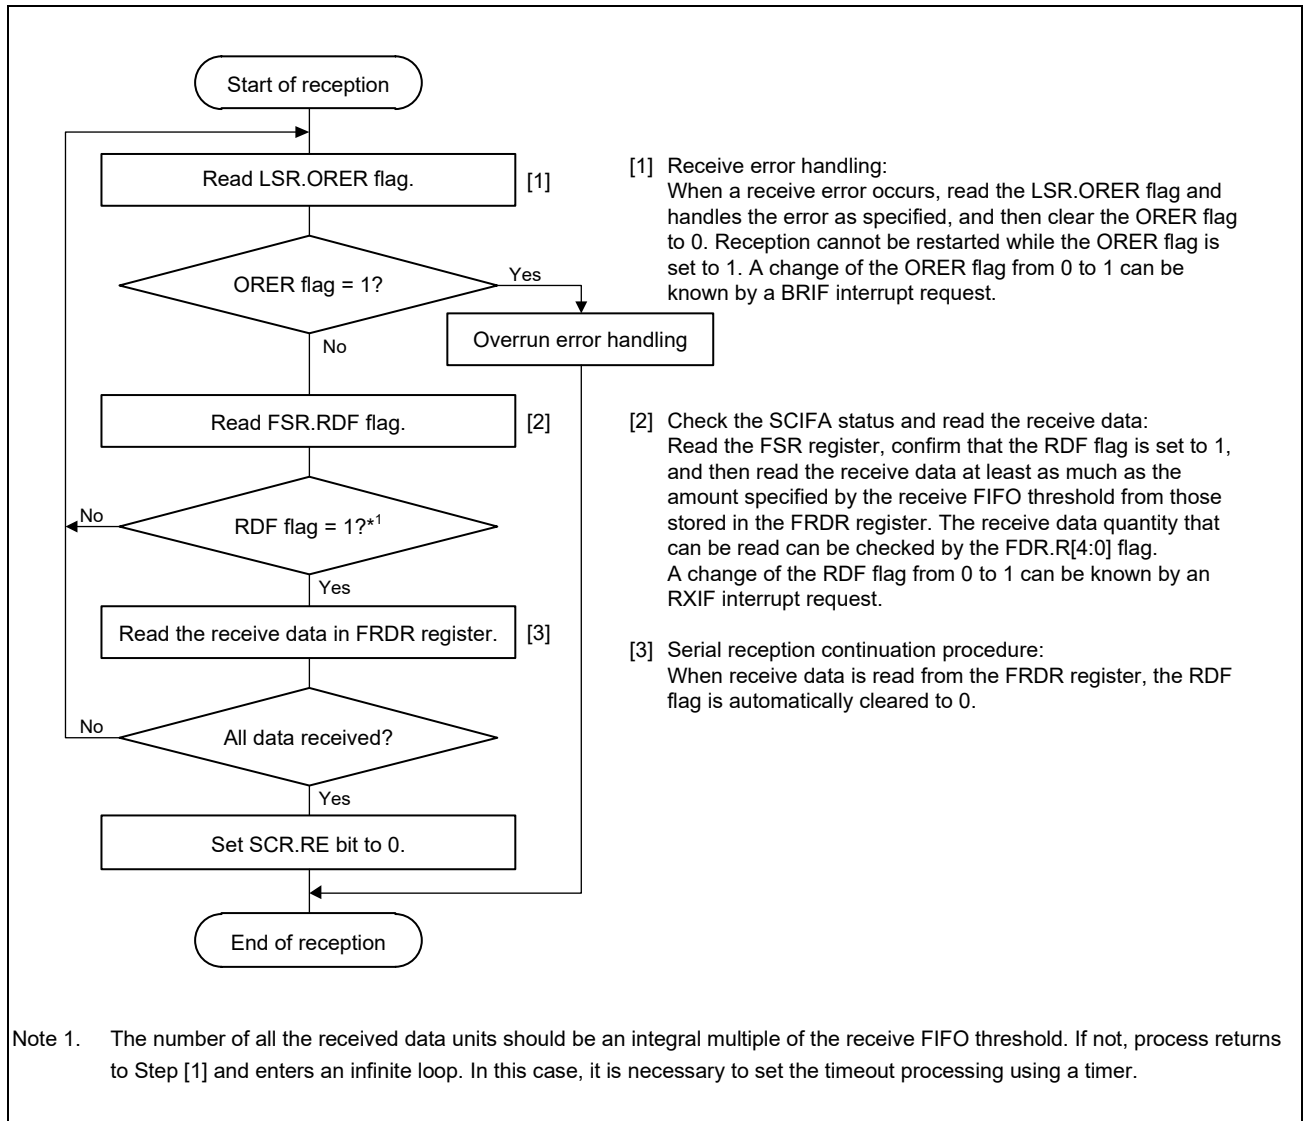 Start of reception
Read LSR.ORER flag.
[1]
ORER flag = 1?
Yes
Overrun error handling
No
Read FSR.RDF flag.
[2]
No
RDF flag = 1?*1
Yes
Read the receive data in FRDR register.
[3]
No
All data received?
Yes
Set SCR.RE bit to 0.
End of reception
[1] Receive error handling:
When a receive error occurs, read the LSR.ORER flag and
handles the error as specified, and then clear the ORER flag
to 0. Reception cannot be restarted while the ORER flag is
set to 1. A change of the ORER flag from 0 to 1 can be
known by a BRIF interrupt request.
[2] Check the SCIFA status and read the receive data:
Read the FSR register, confirm that the RDF flag is set to 1,
and then read the receive data at least as much as the
amount specified by the receive FIFO threshold from those
stored in the FRDR register. The receive data quantity that
can be read can be checked by the FDR.R[4:0] flag.
A change of the RDF flag from 0 to 1 can be known by an
RXIF interrupt request.
[3] Serial reception continuation procedure:
When receive data is read from the FRDR register, the RDF
flag is automatically cleared to 0.
Note 1. The number of all the received data units should be an integral multiple of the receive FIFO threshold. If not, process returns
to Step [1] and enters an infinite loop. In this case, it is necessary to set the timeout processing using a timer.